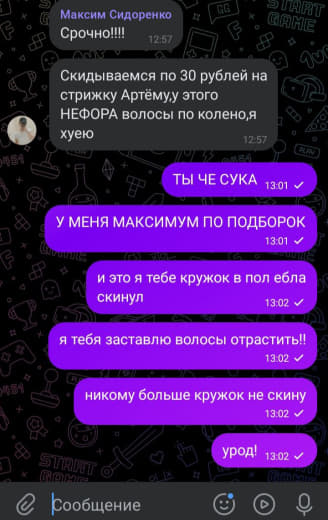 Максим Сидоренко
Срочно!!!!
12:57
Скидываемся по 30 рублей на
стрижку Артёму,у этого
НЕФОРА волосы по колено,я
хуею
12:57
ТЫ ЧЕ СУКА 13:01
У МЕНЯ МАКСИМУМ ПО ПОДБОРОК
13:01
и это я тебе кружок в пол ебла
скинул
13:02
я тебя заставлю волосы отрастить!!
13:02
никому больше кружок не скину
13:02
урод! 13:02
Сообщение